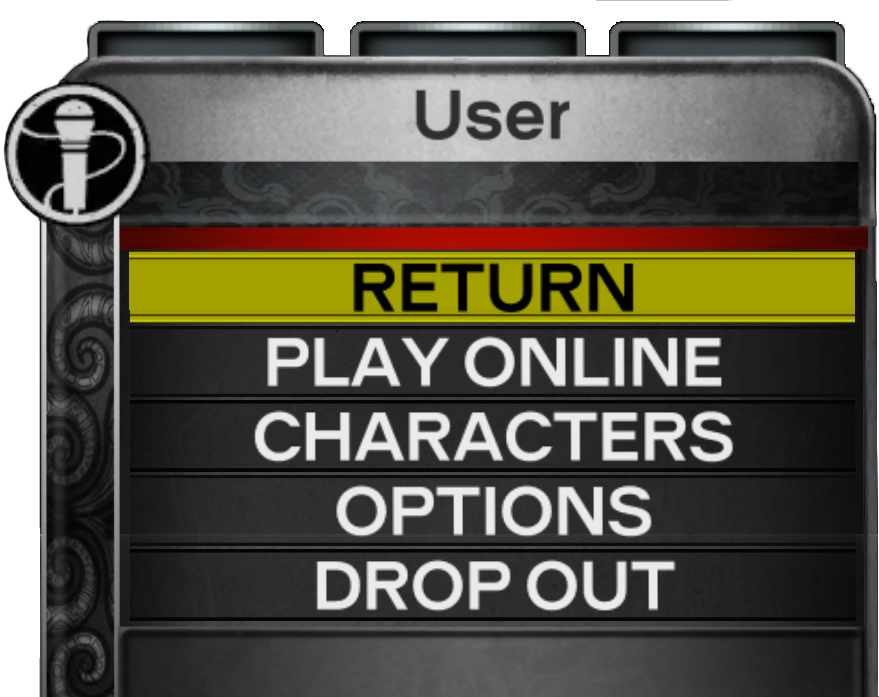 User
RETURN
PLAY ONLINE
CHARACTERS
OPTIONS
DROP OUT